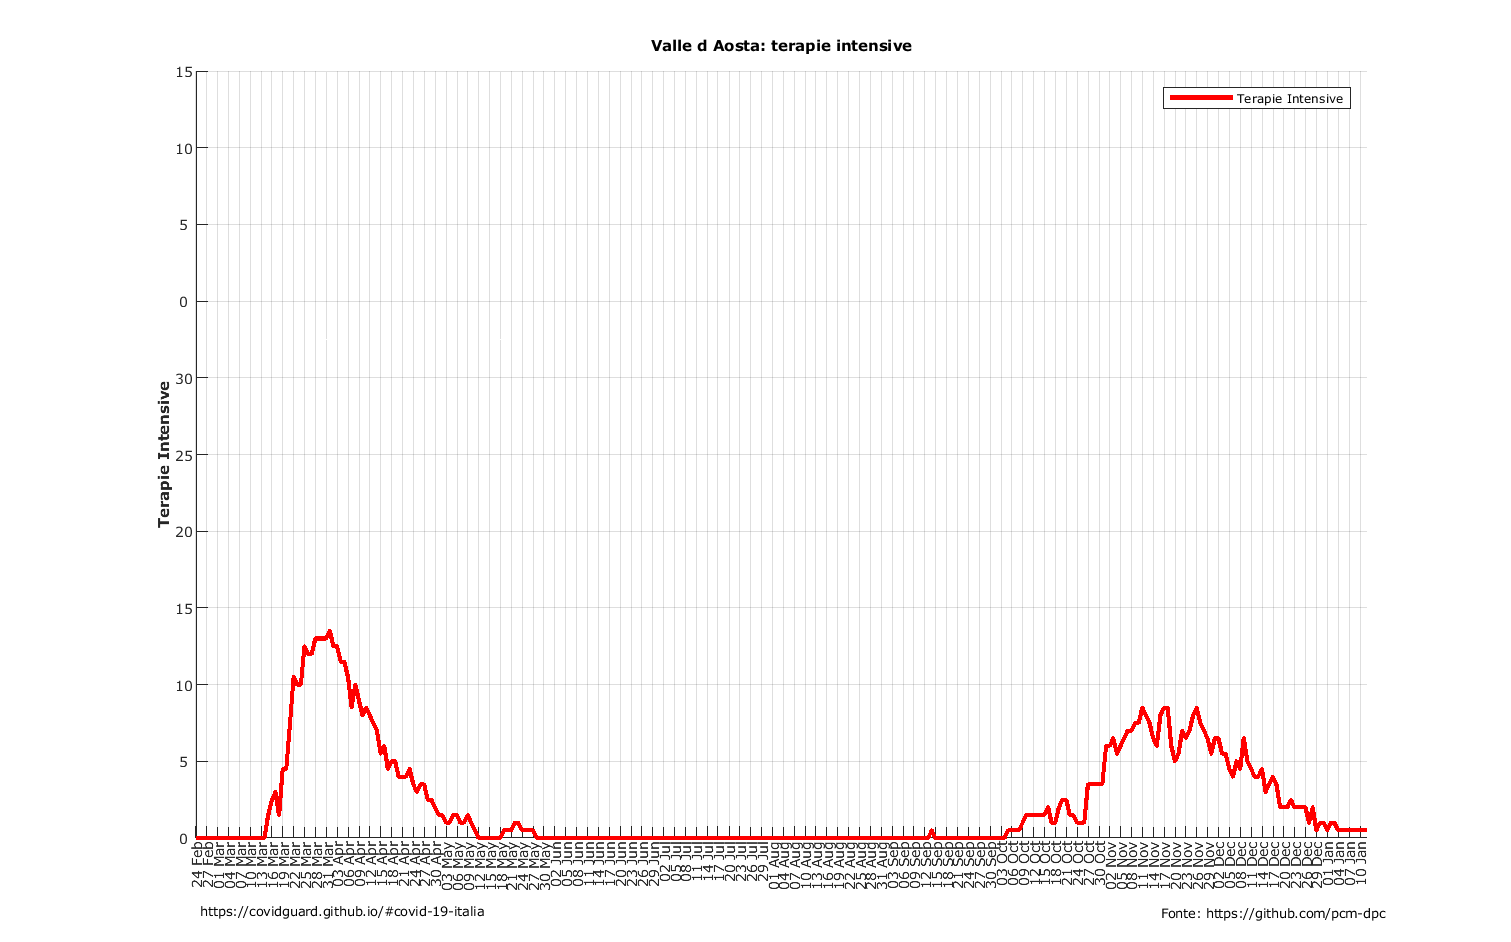 Valle d Aosta: terapie intensive
Terapie Intensive
15
10
5
0
30
25
20
15
10
5
0
Terapie Intensive
24 Feb
27 Feb
01 Mar
04 Mar
07 Mar
10 Mar
13 Mar
16 Mar
19 Mar
22 Mar
25 Mar
28 Mar
31 Mar
03 Apr
06 Apr
09 Apr
12 Apr
15 Apr
18 Apr
21 Apr
24 Apr
27 Apr
30 Apr
03 May
06 May
09 May
12 May
15 May
18 May
21 May
24 May
27 May
30 May
02 Jun
05 Jun
08 Jun
11 Jun
14 Jun
17 Jun
20 Jun
23 Jun
26 Jun
29 Jun
02 Jul
05 Jul
08 Jul
11 Jul
14 Jul
17 Jul
20 Jul
23 Jul
26 Jul
29 Jul
01 Aug
04 Aug
07 Aug
10 Aug
13 Aug
16 Aug
19 Aug
22 Aug
25 Aug
28 Aug
31 Aug
03 Sep
06 Sep
09 Sep
12 Sep
15 Sep
18 Sep
21 Sep
24 Sep
27 Sep
30 Sep
03 Oct
06 Oct
09 Oct
12 Oct
15 Oct
18 Oct
21 Oct
24 Oct
27 Oct
30 Oct
02 Nov
05 Nov
08 Nov
11 Nov
14 Nov
17 Nov
20 Nov
23 Nov
26 Nov
29 Nov
02 Dec
05 Dec
08 Dec
11 Dec
14 Dec
17 Dec
20 Dec
23 Dec
26 Dec
29 Dec
01 Jan
04 Jan
07 Jan
10 Jan
https://covidguard.github.io/#covid-19-italia
Fonte: https://github.com/pcm-dpc